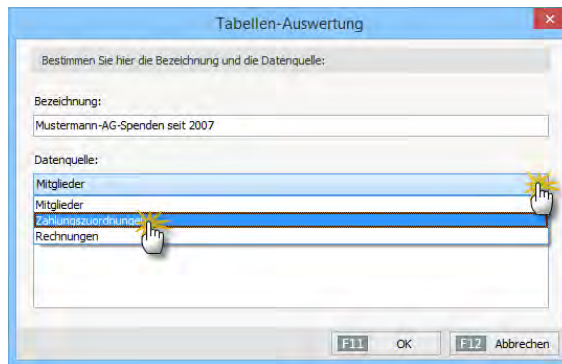 Tabellen-Auswertung
Bestimmen Sie hier die Bezeichnung und die Datenquelle:
Bezeichnung:
Mustermann-AG-Spenden seit 2007
Datenquelle:
Mitglieder
Mitglieder
Zahlungszuordnungen
Rechnungen
F11 OK F12 Abbrechen